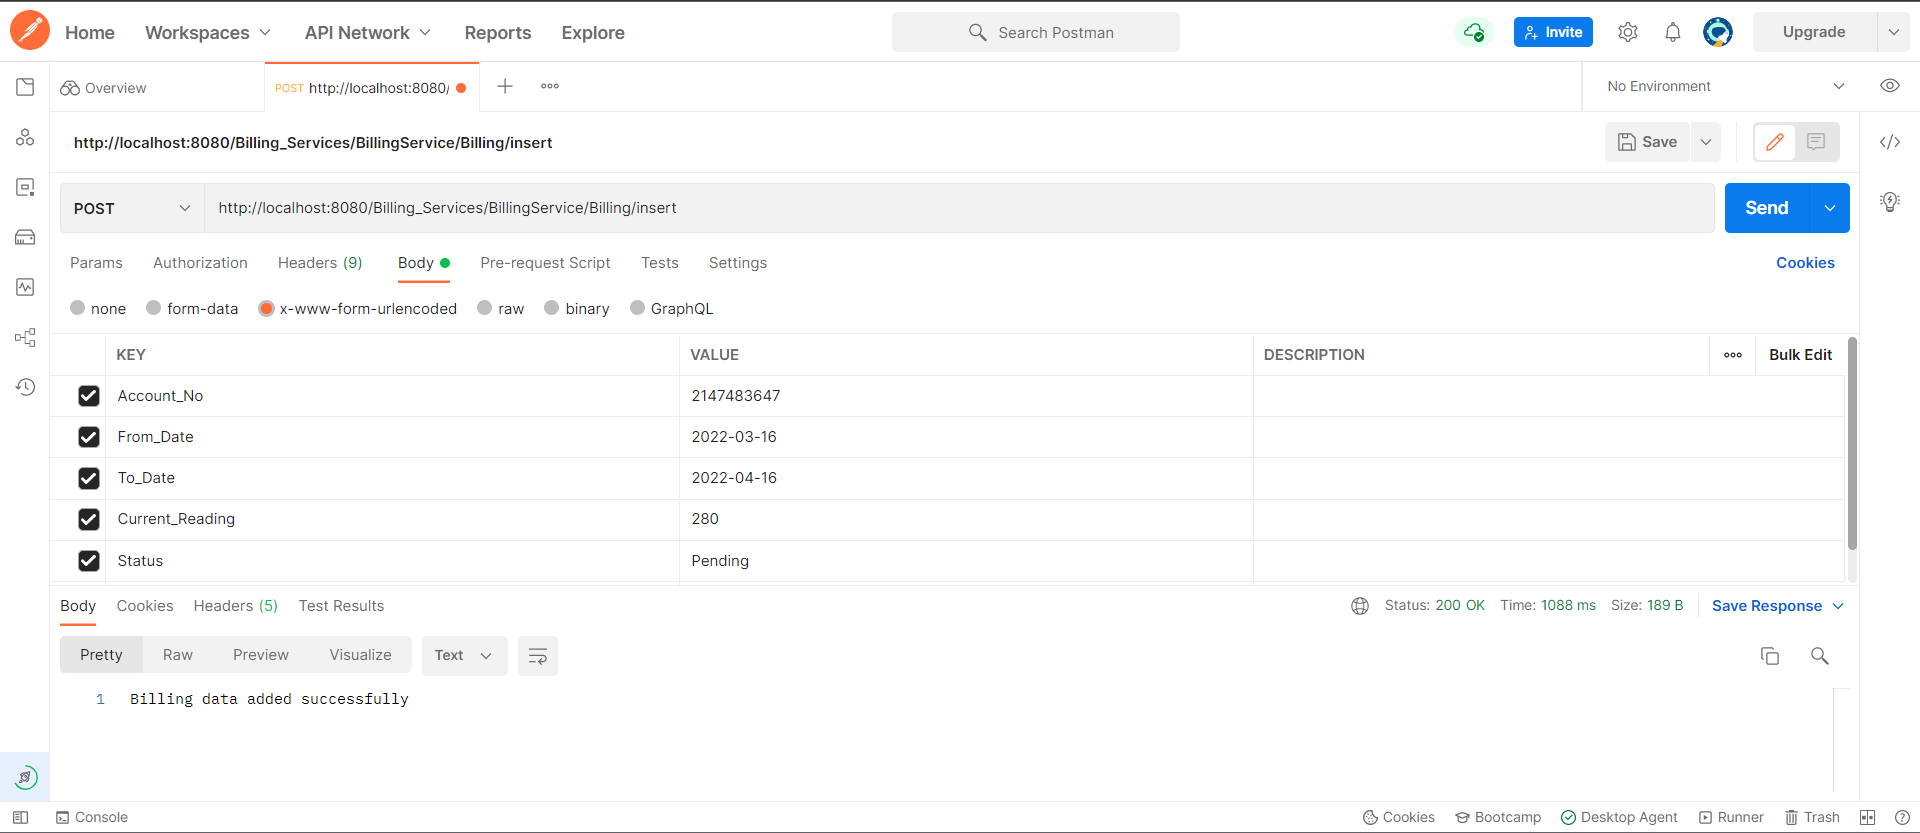 Home Workspaces API Network Reports Explore Search Postman Invite Upgrade
Overview POST http://localhost:8080/ No Environment
http://localhost:8080/Billing_Services/BillingService/Billing/insert Save
POST http://localhost:8080/Billing_Services/BillingService/Billing/insert Send
Params Authorization Headers (9) Body Pre-request Script Tests Settings Cookies
none form-data x-www-form-urlencoded raw binary GraphQL
KEY VALUE DESCRIPTION Bulk Edit
Account_No 2147483647
From_Date 2022-03-16
To_Date 2022-04-16
Current_Reading 280
Status Pending
Body Cookies Headers (5) Test Results Status: 200 OK Time: 1088 ms Size: 189 B Save Response
Pretty Raw Preview Visualize Text
1 Billing data added successfully
Console Cookies Bootcamp Desktop Agent Runner Trash